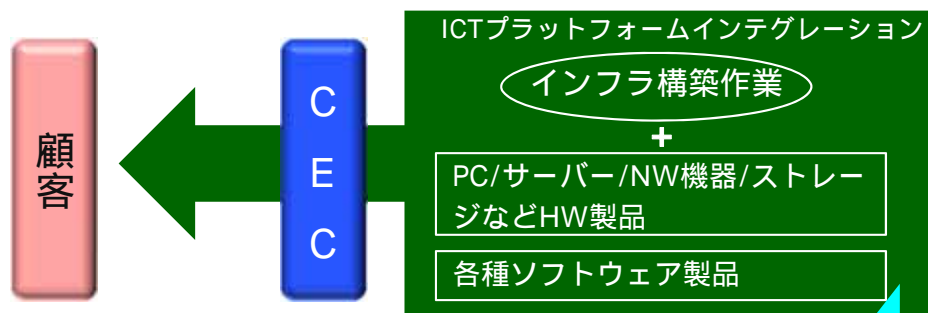 ICTプラットフォームインテグレーション
インフラ構築作業
+
PC/サーバー/NW機器/ストレー
ジなどHW製品
各種ソフトウェア製品
CEC
顧客